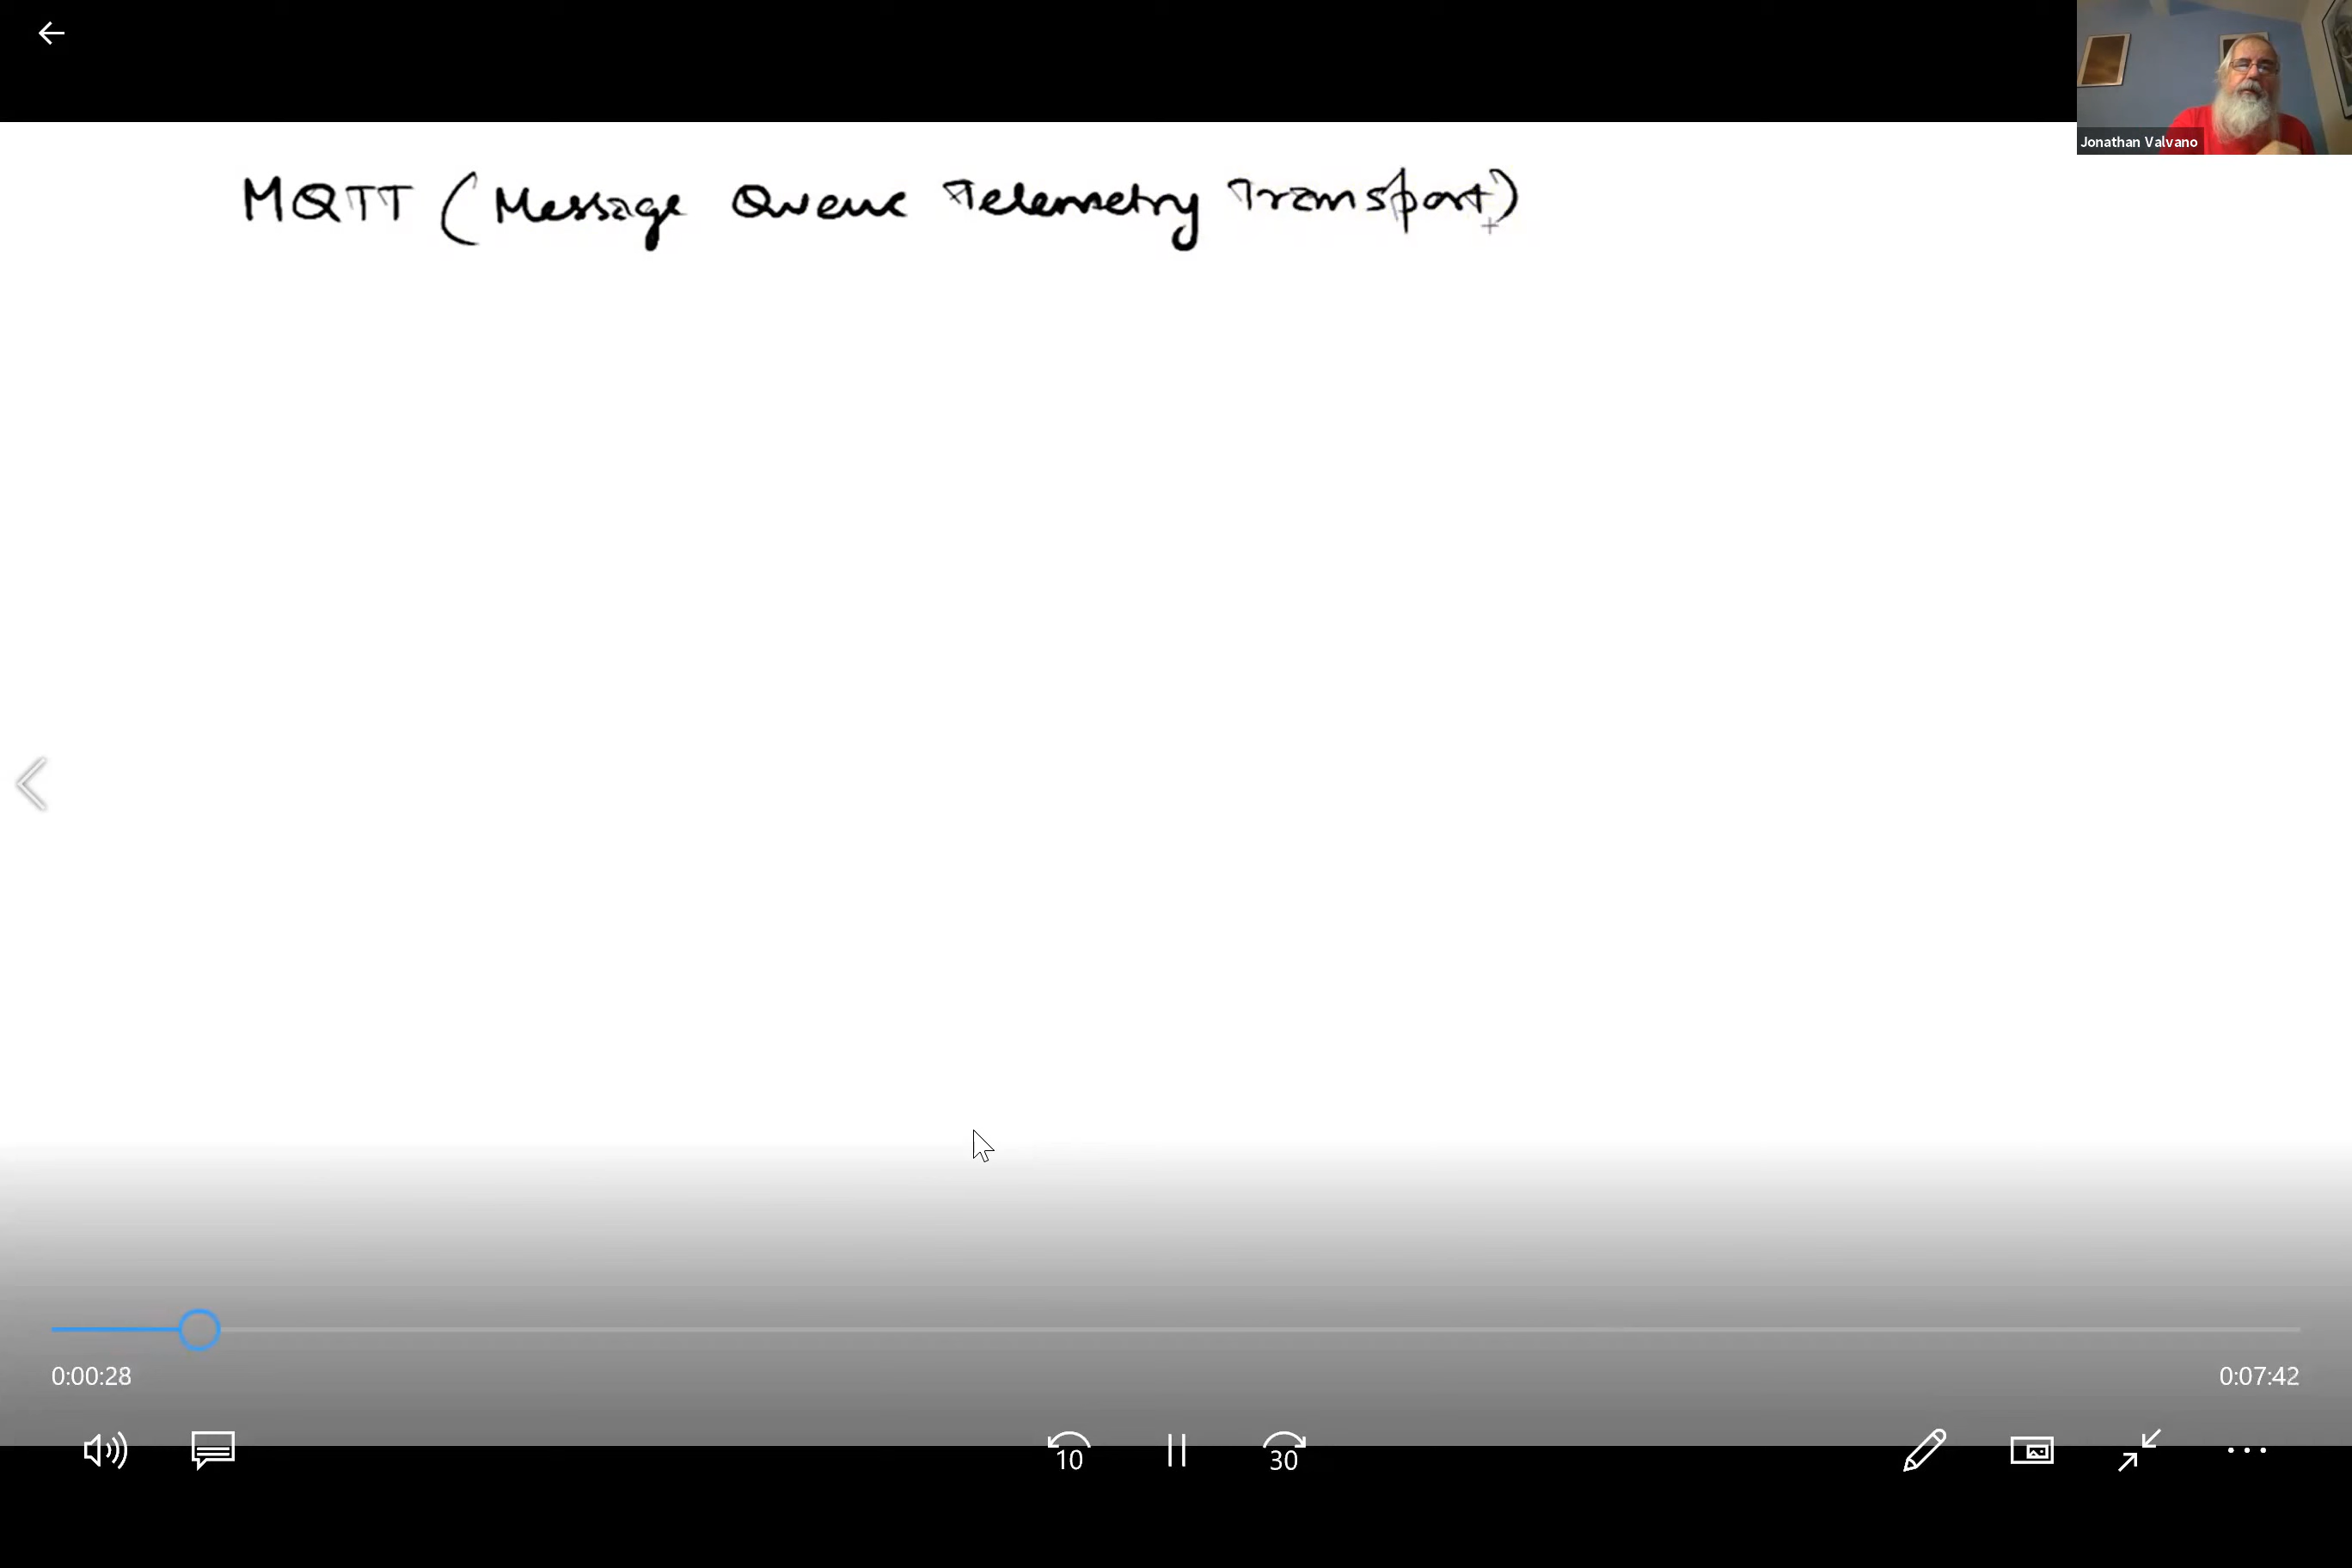 Jonathan Valvano
MQTT (Message Queue Telemetry Transport)
0:00:28
0:07:42
10
30